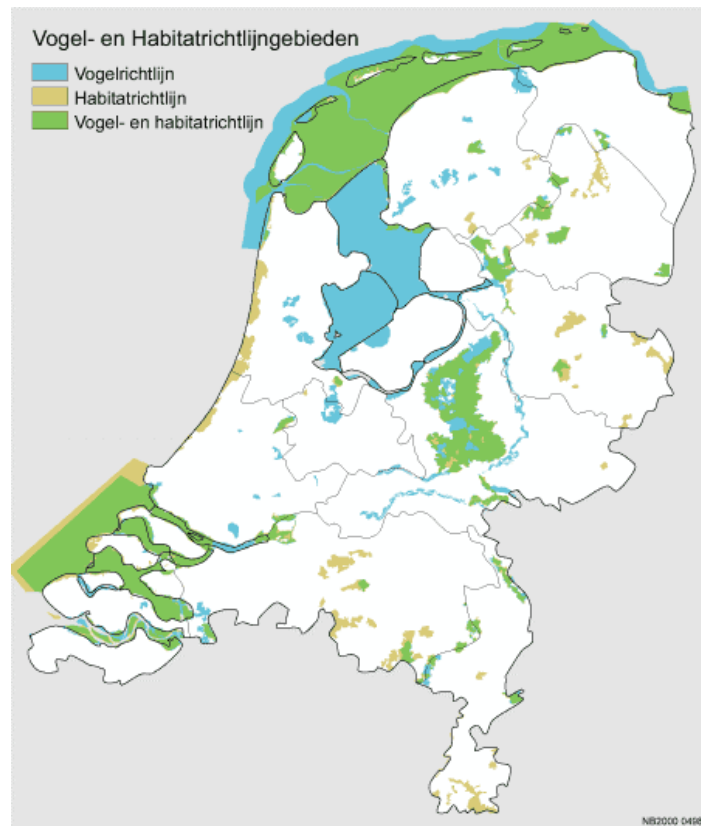 Vogel- en Habitatrichtlijngebieden
Vogelrichtlijn
Habitatrichtlijn
Vogel- en habitatrichtlijn
NB2000 0498